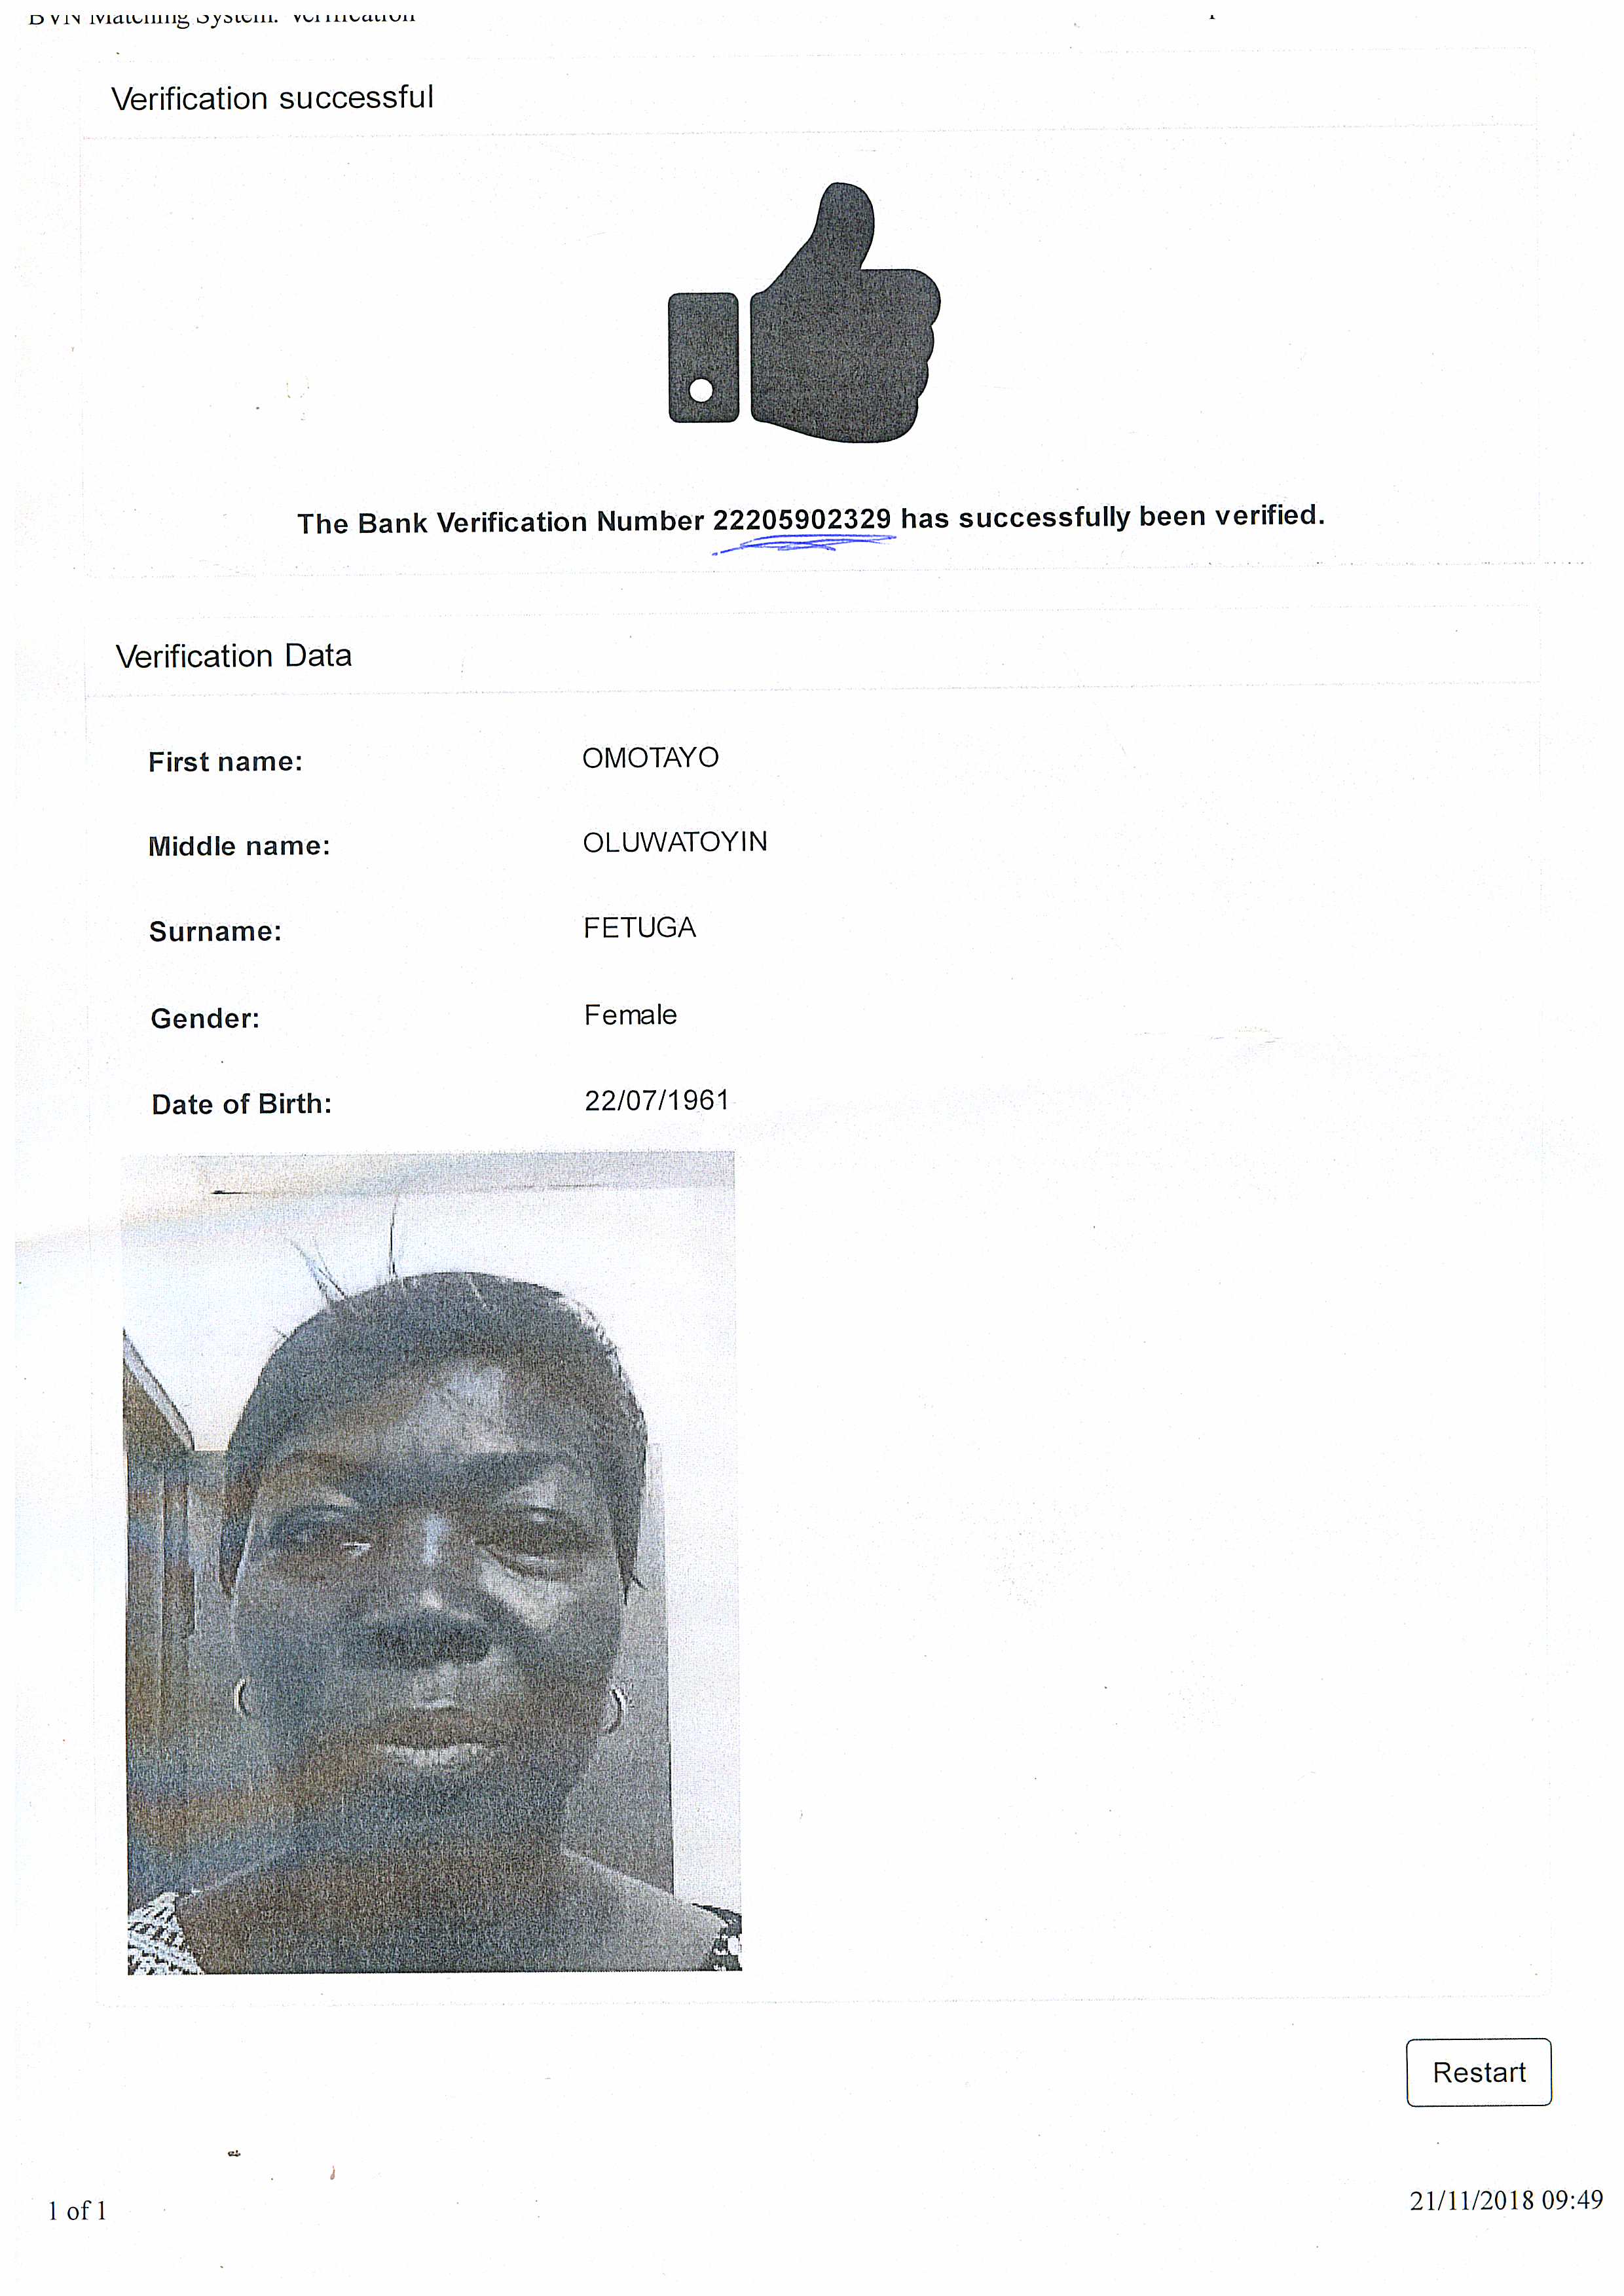 BVN Matching System: Verification
Verification successful
The Bank Verification Number 22205902329 has successfully been verified.
Verification Data
First name: OMOTAYO
Middle name: OLUWATOYIN
Surname: FETUGA
Gender: Female
Date of Birth: 22/07/1961
Restart
1 of 1 21/11/2018 09:49